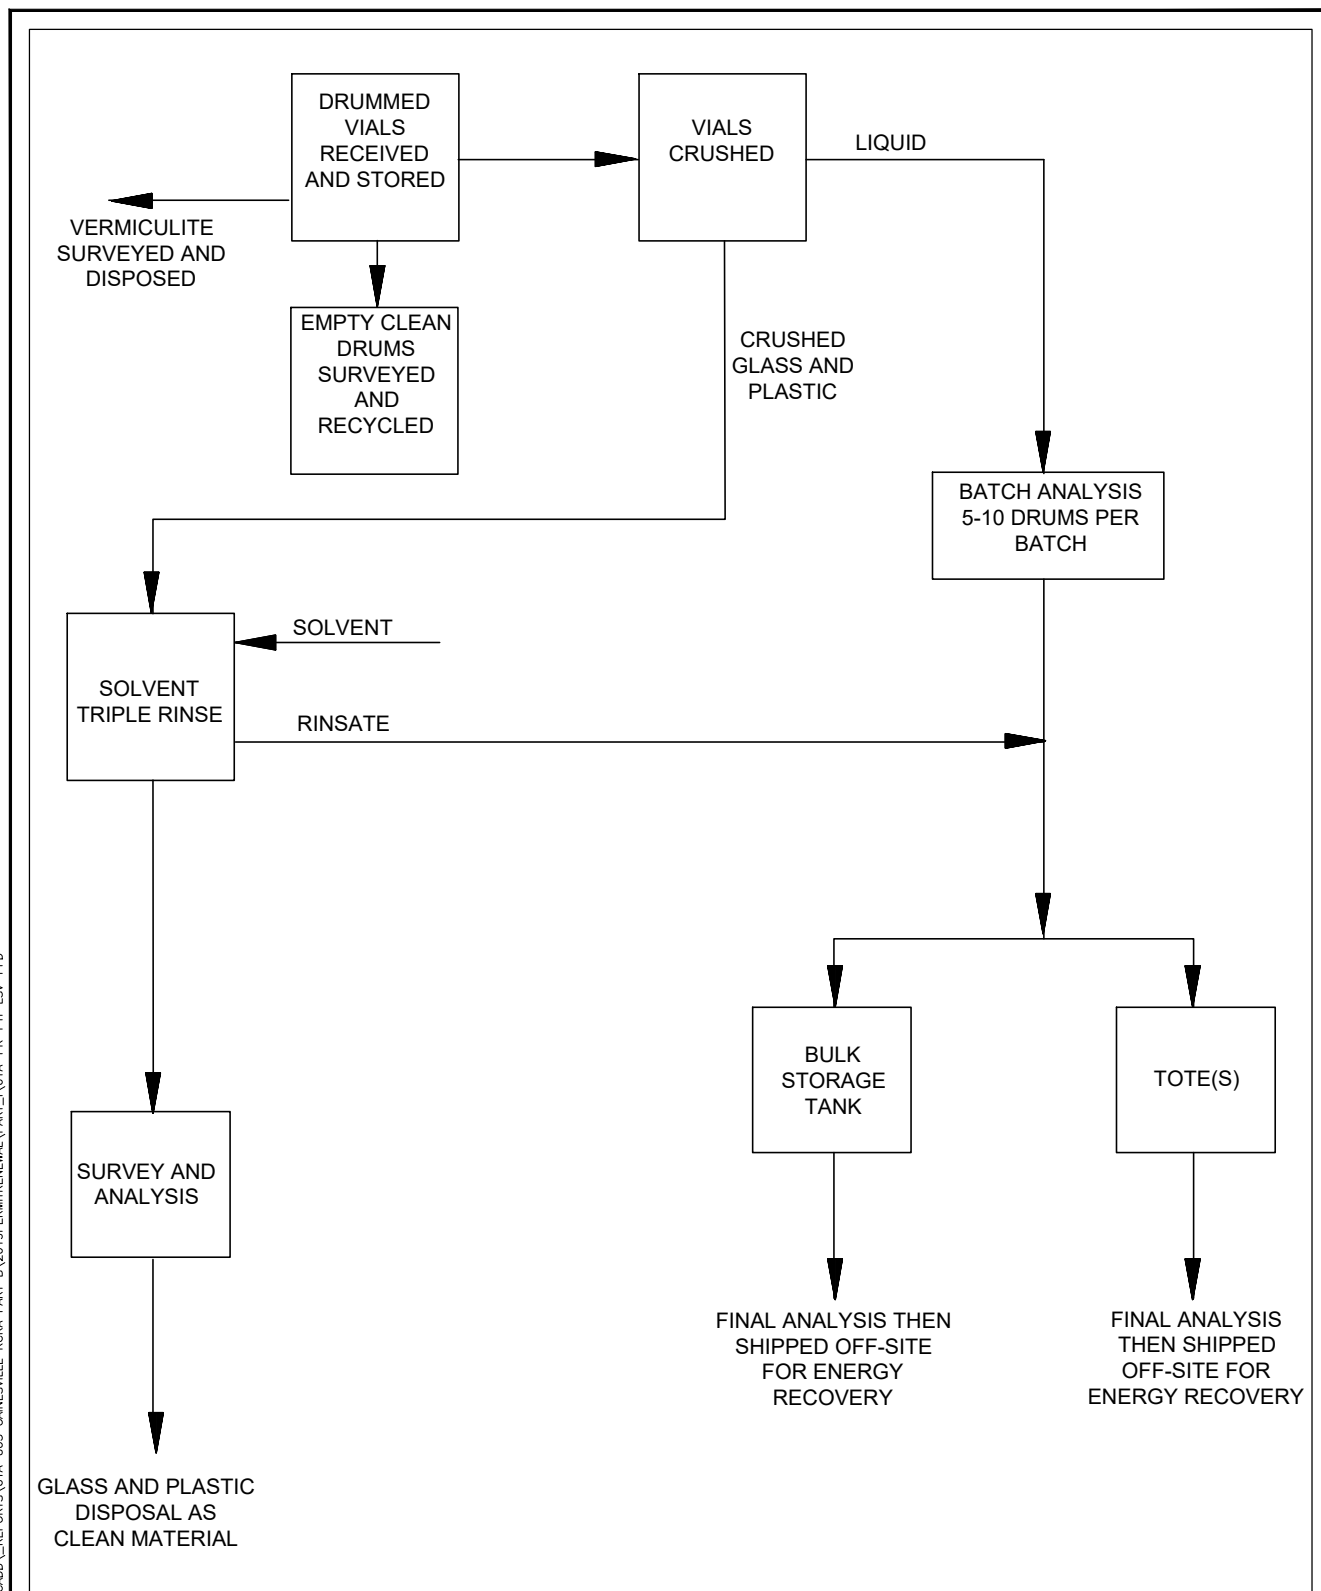 DRUMMED
VIALS
RECEIVED
AND STORED
VIALS
CRUSHED
LIQUID
VERMICULITE
SURVEYED AND
DISPOSED
EMPTY CLEAN
DRUMS
SURVEYED
AND
RECYCLED
CRUSHED
GLASS AND
PLASTIC
BATCH ANALYSIS
5-10 DRUMS PER
BATCH
SOLVENT
SOLVENT
TRIPLE RINSE
RINSATE
BULK
STORAGE
TANK
TOTE(S)
SURVEY AND
ANALYSIS
FINAL ANALYSIS THEN
SHIPPED OFF-SITE
FOR ENERGY
RECOVERY
FINAL ANALYSIS
THEN SHIPPED
OFF-SITE FOR
ENERGY RECOVERY
GLASS AND PLASTIC
DISPOSAL AS
CLEAN MATERIAL